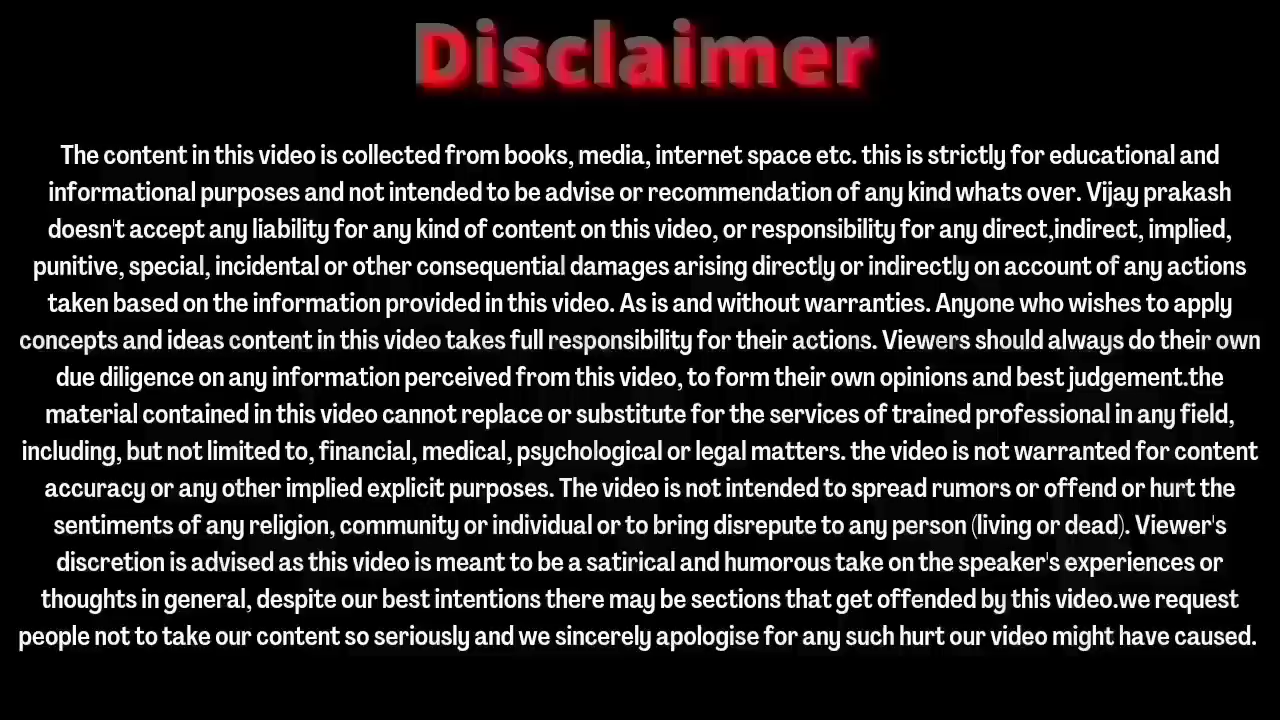 Disclaimer
The content in this video is collected from books, media, internet space etc. this is strictly for educational and
informational purposes and not intended to be advise or recommendation of any kind whats over. Vijay prakash
doesn't accept any liability for any kind of content on this video, or responsibility for any direct,indirect, implied,
punitive, special, incidental or other consequential damages arising directly or indirectly on account of any actions
taken based on the information provided in this video. As is and without warranties. Anyone who wishes to apply
concepts and ideas content in this video takes full responsibility for their actions. Viewers should always do their own
due diligence on any information perceived from this video, to form their own opinions and best judgement.the
material contained in this video cannot replace or substitute for the services of trained professional in any field,
including, but not limited to, financial, medical, psychological or legal matters. the video is not warranted for content
accuracy or any other implied explicit purposes. The video is not intended to spread rumors or offend or hurt the
sentiments of any religion, community or individual or to bring disrepute to any person (living or dead). Viewer's
discretion is advised as this video is meant to be a satirical and humorous take on the speaker's experiences or
thoughts in general, despite our best intentions there may be sections that get offended by this video.we request
people not to take our content so seriously and we sincerely apologise for any such hurt our video might have caused.